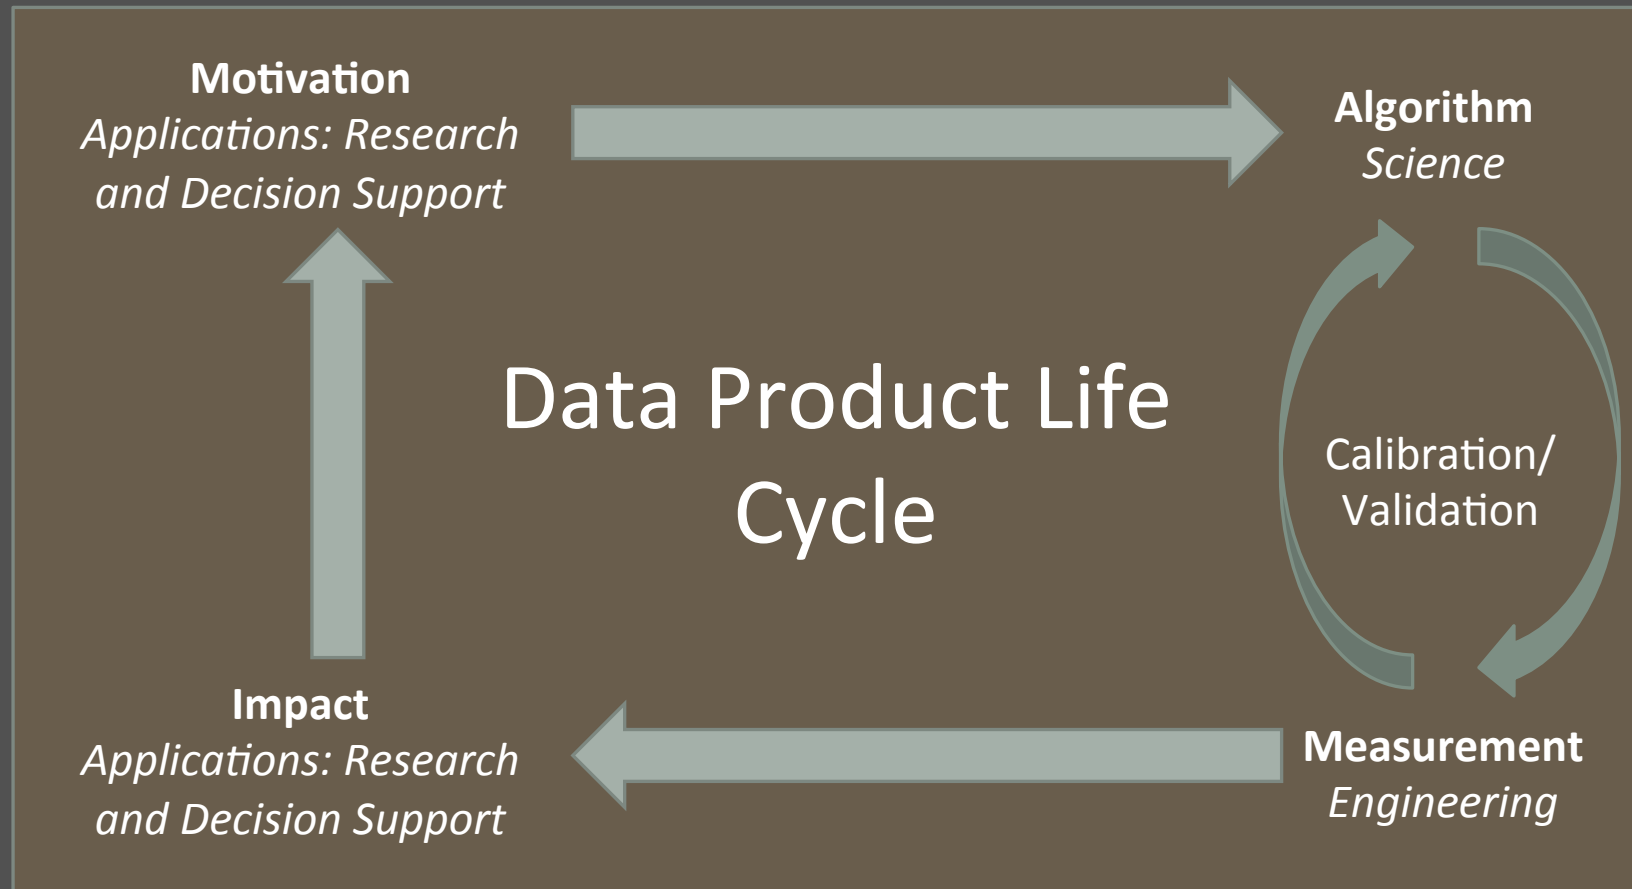 Motivation
Applications: Research
and Decision Support
Algorithm
Science
Data Product Life
Cycle
Calibration/
Validation
Impact
Applications: Research
and Decision Support
Measurement
Engineering